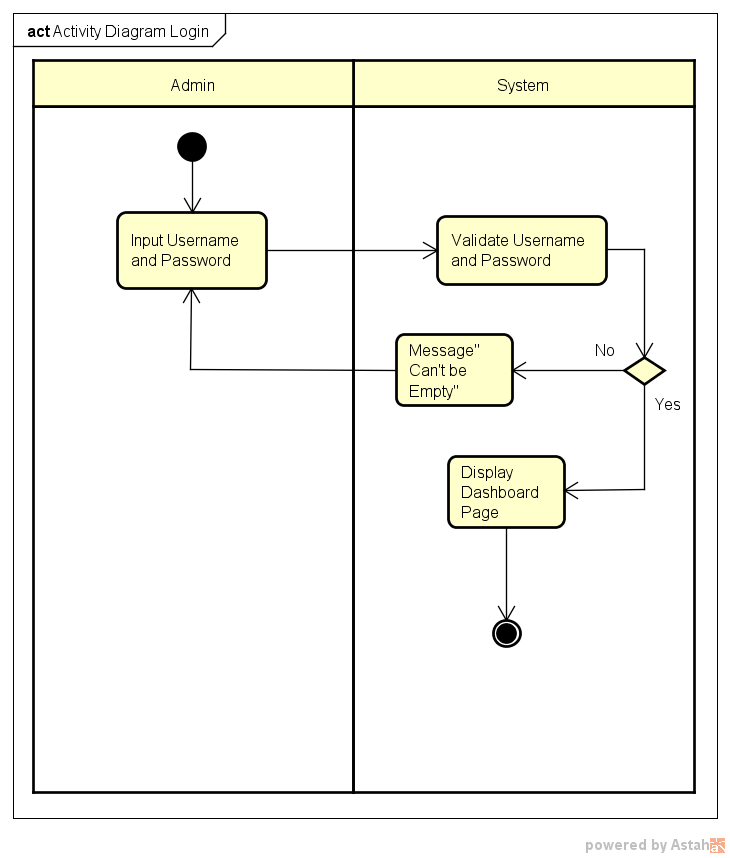 act Activity Diagram Login
Admin
System
Input Username
and Password
Validate Username
and Password
Message"
Can't be
Empty"
No
Yes
Display
Dashboard
Page
powered by Astah